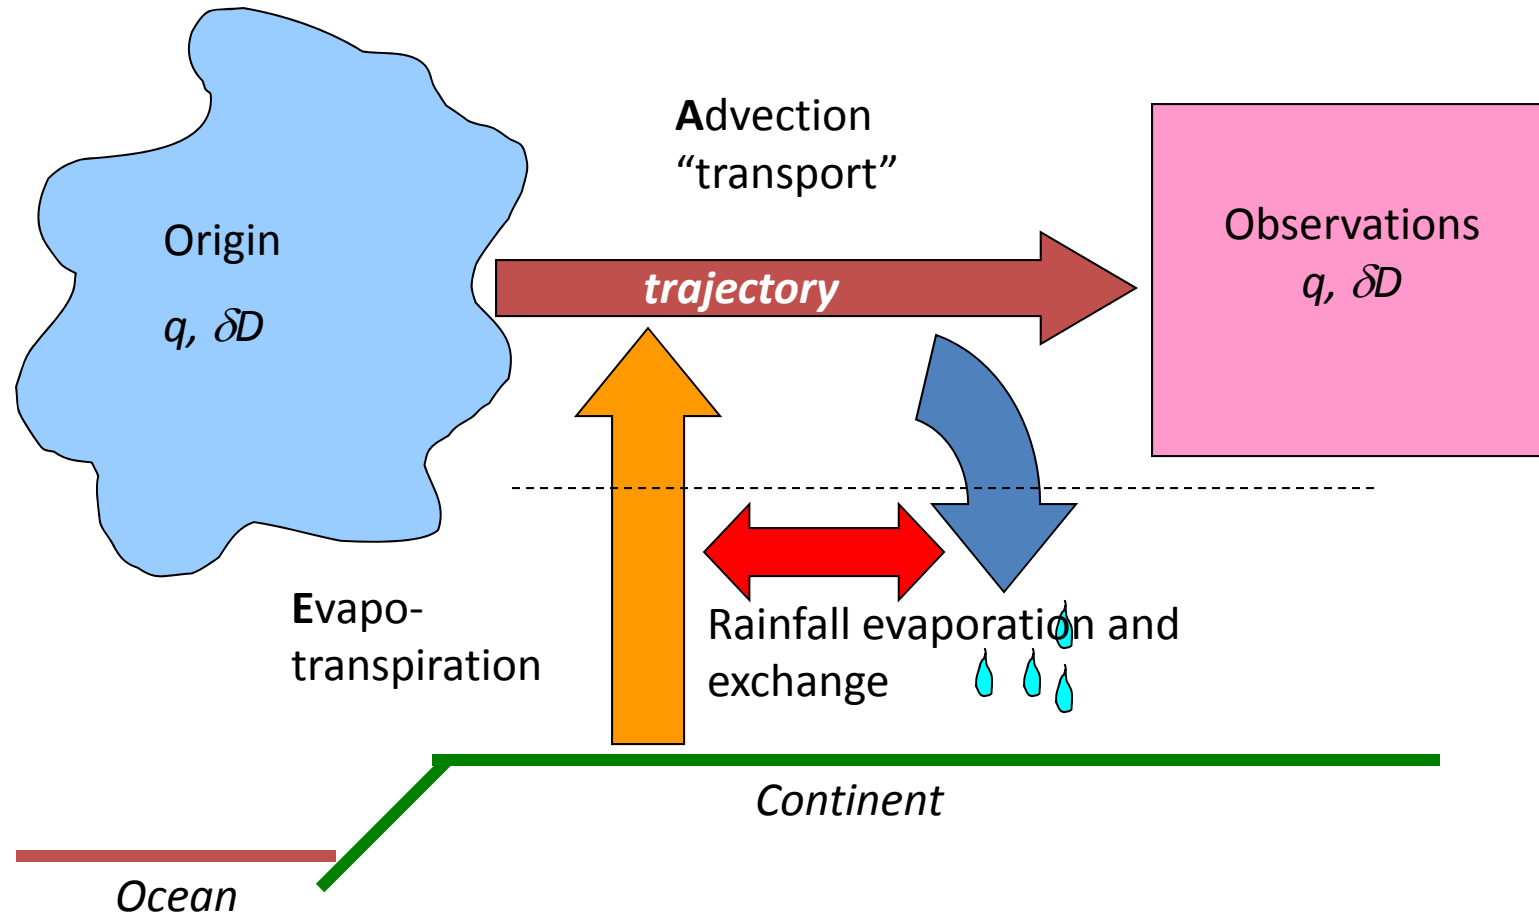 Advection
“transport”
Origin
q, δD
trajectory
Observations
q, δD
Evapo-
transpiration
Rainfall evaporation and
exchange
Continent
Ocean